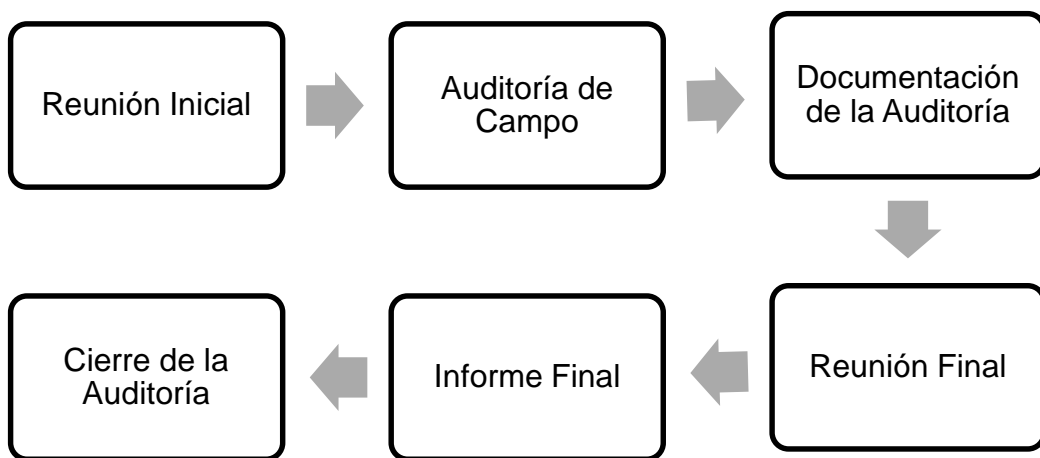 Reunión Inicial
Auditoría de
Campo
Documentación
de la Auditoría
Reunión Final
Informe Final
Cierre de la
Auditoría